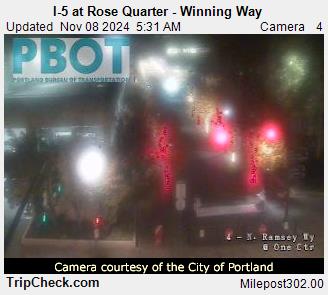 I-5 at Rose Quarter - Winning Way
Updated Nov 08 2024 5:31 AM Camera 4
PBOT
PORTLAND BUREAU OF TRANSPORTATION
4 - N. Ramsey Wy
@ One Ctr
Camera courtesy of the City of Portland
TripCheck.com Milepost302.00